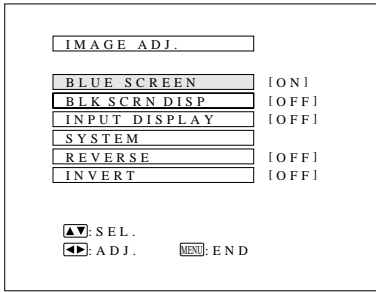 IMAGE ADJ.
BLUE SCREEN [ON]
BLK SCRN DISP [OFF]
INPUT DISPLAY [OFF]
SYSTEM
REVERSE [OFF]
INVERT [OFF]
▲▼:SEL.
◀▶:ADJ. MENU:END